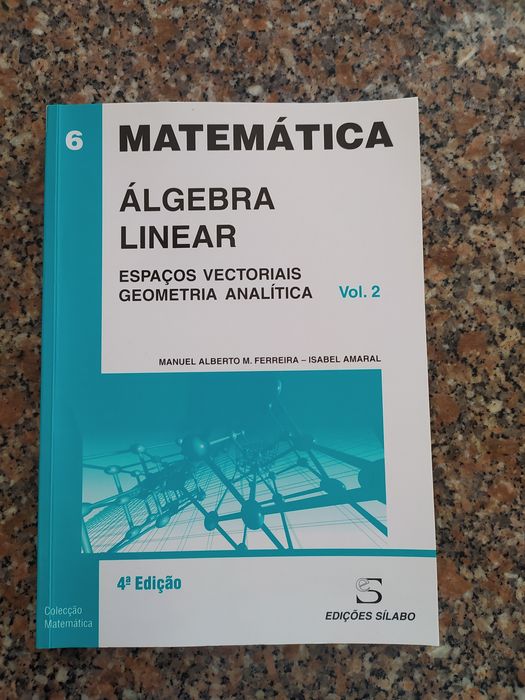 6
MATEMÁTICA
ÁLGEBRA
LINEAR
ESPAÇOS VECTORIAIS
GEOMETRIA ANALÍTICA Vol. 2
MANUEL ALBERTO M. FERREIRA – ISABEL AMARAL
4ª Edição
Colecção
Matemática
eS
EDIÇÕES SÍLABO